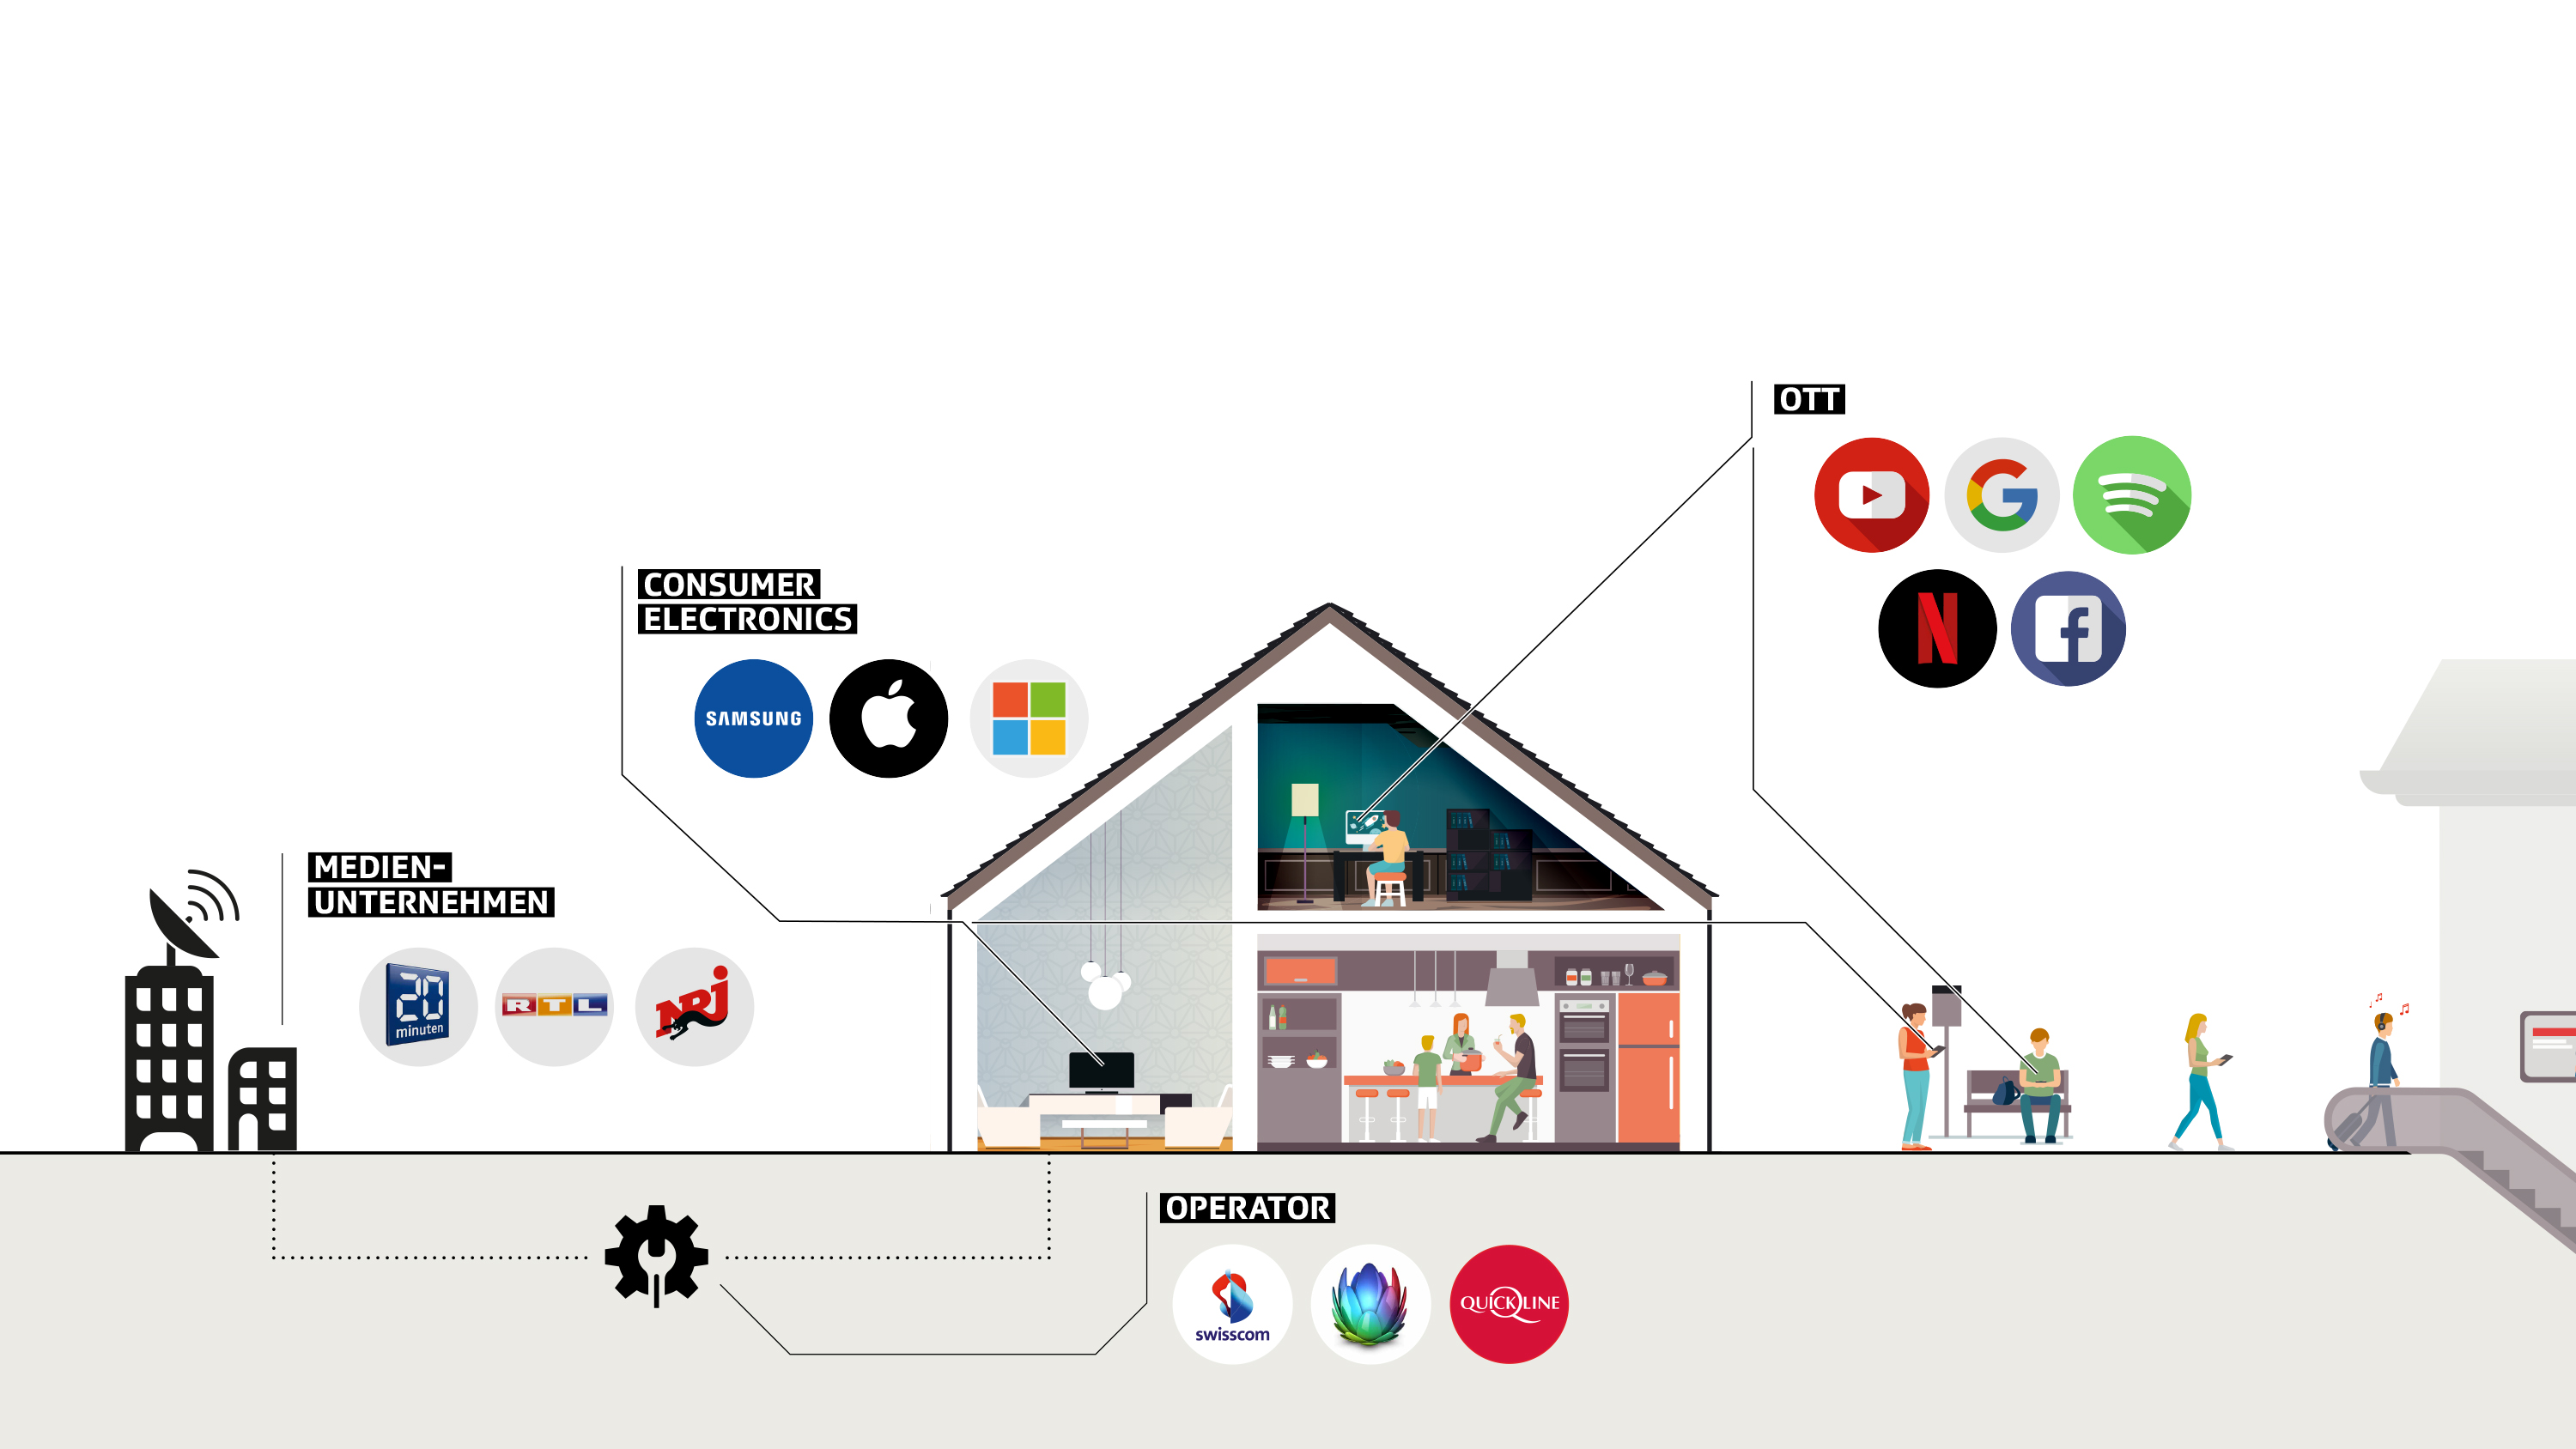 OTT
CONSUMER
ELECTRONICS
SAMSUNG
MEDIEN-
UNTERNEHMEN
20
minuten
RTL
NRJ
OPERATOR
swisscom
QUICKLINE